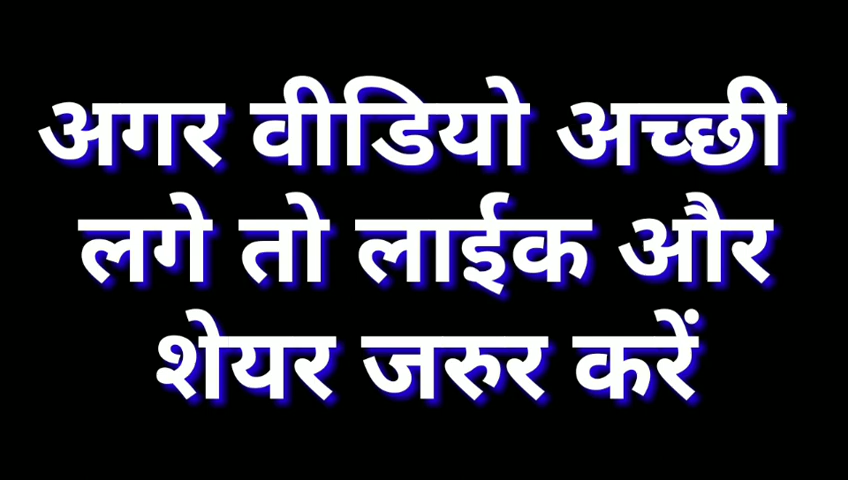 अगर वीडियो अच्छी
लगे तो लाईक और
शेयर जरुर करें